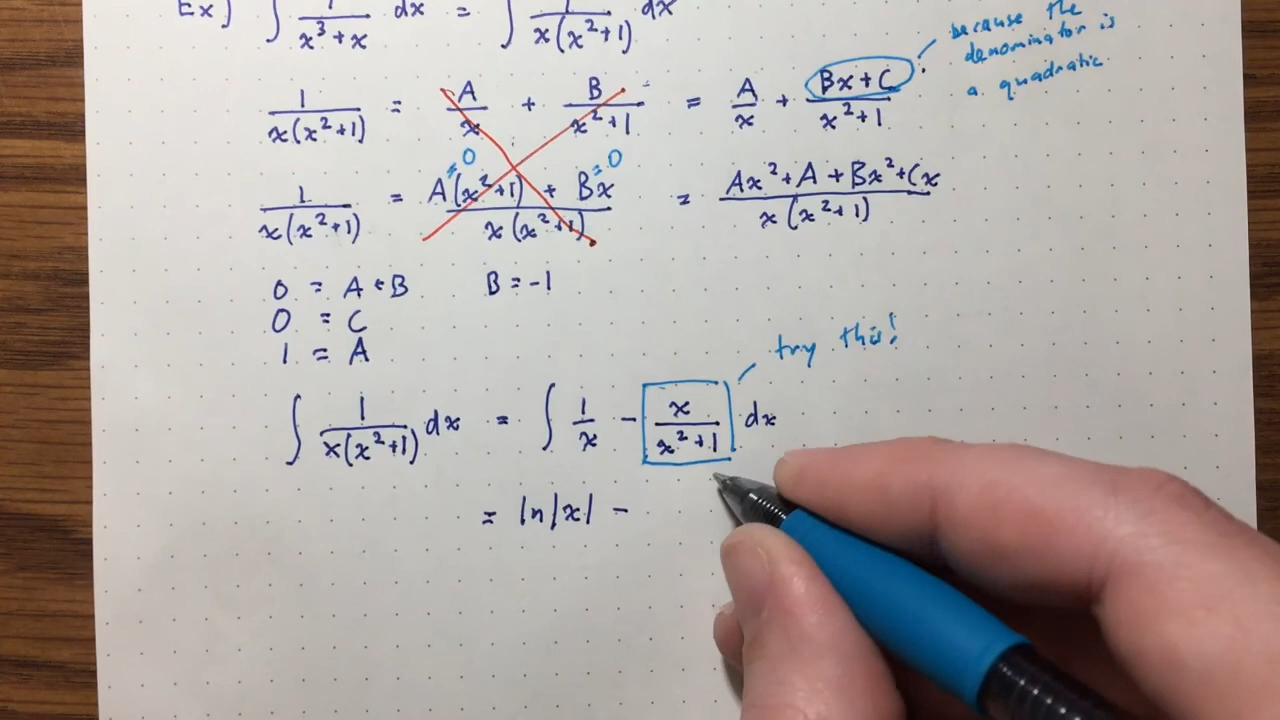 Ex) ∫ 1/(x³+x) dx = ∫ 1/(x(x²+1)) dx
because the
denominator is
a quadratic
1/(x(x²+1)) = A/x + B/(x²+1) = A/x + (Bx+C)/(x²+1)
=0 =0
1/(x(x²+1)) = (A(x²+1) + Bx)/(x(x²+1)) = (Ax²+A+Bx²+Cx)/(x(x²+1))
0 = A+B B=-1
0 = C
1 = A
try this!
∫ 1/(x(x²+1)) dx = ∫ 1/x - x/(x²+1) dx
= ln|x| -